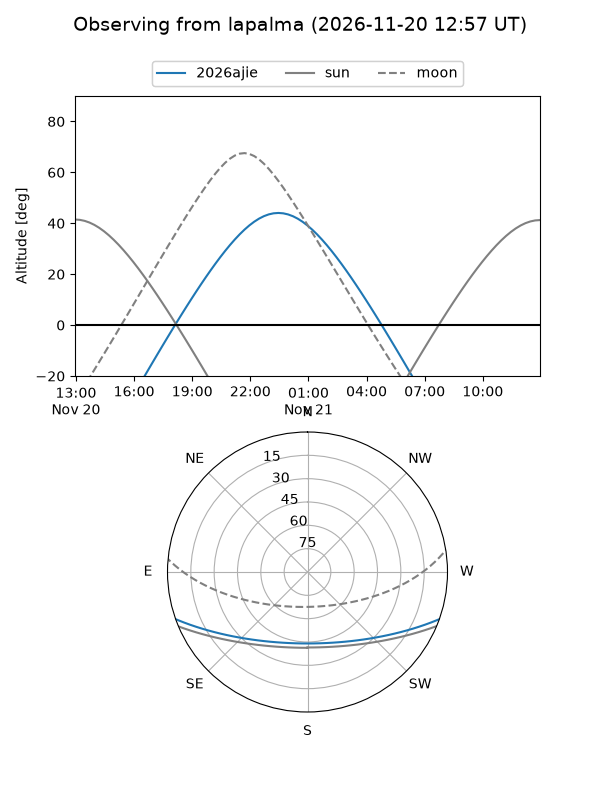 Observing from lapalma (2026-11-20 12:57 UT)
2026ajie sun moon
Altitude [deg]
80
60
40
20
0
−20
13:00 16:00 19:00 22:00 01:00 04:00 07:00 10:00
Nov 20 Nov 21
N
NE NW
15
30
45
60
75
E W
SE SW
S